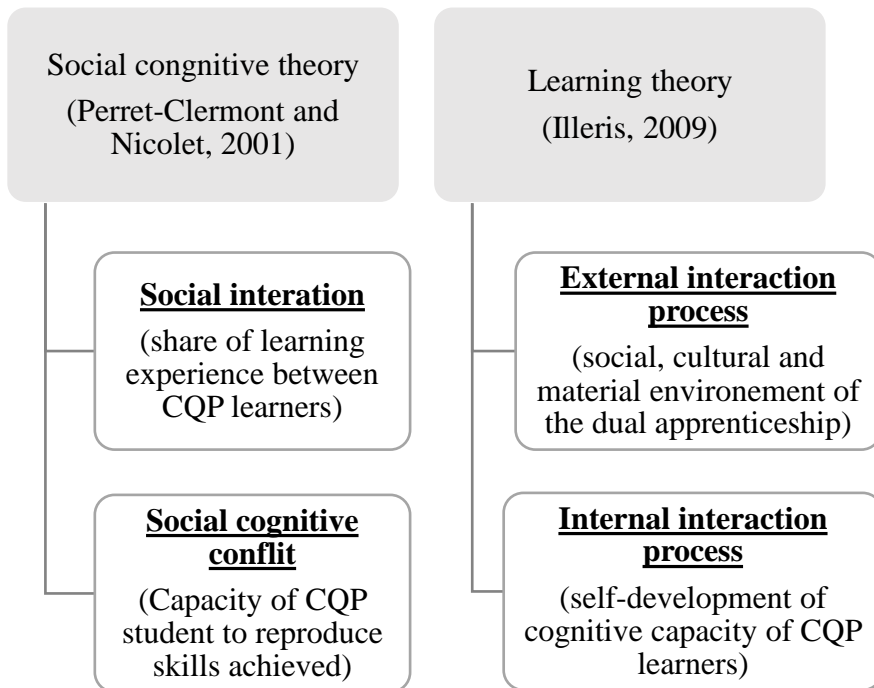 Social congnitive theory
(Perret-Clermont and
Nicolet, 2001)
Social interation
(share of learning
experience between
CQP learners)
Social cognitive
conflit
(Capacity of CQP
student to reproduce
skills achieved)
Learning theory
(Illeris, 2009)
External interaction
process
(social, cultural and
material environement of
the dual apprenticeship)
Internal interaction
process
(self-development of
cognitive capacity of CQP
learners)